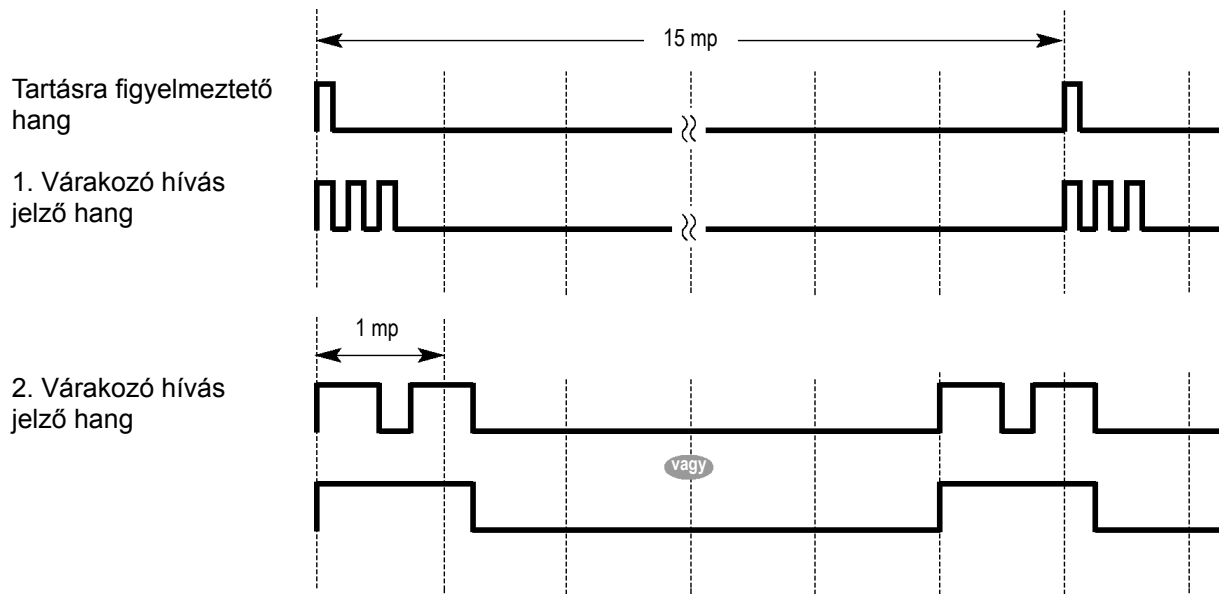 15 mp
Tartásra figyelmeztető
hang
1. Várakozó hívás
jelző hang
1 mp
2. Várakozó hívás
jelző hang
vagy